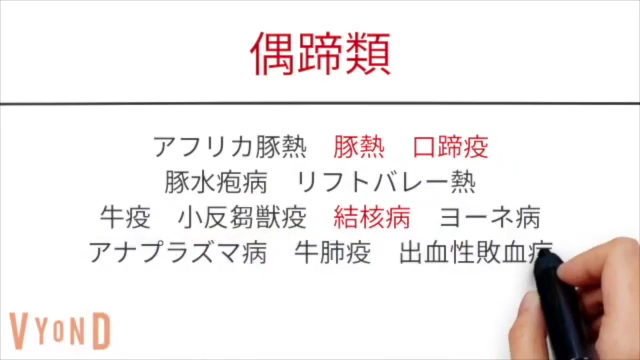 偶蹄類
アフリカ豚熱 豚熱 口蹄疫
豚水疱病 リフトバレー熱
牛疫 小反芻獣疫 結核病 ヨーネ病
アナプラズマ病 牛肺疫 出血性敗血症
VYOND